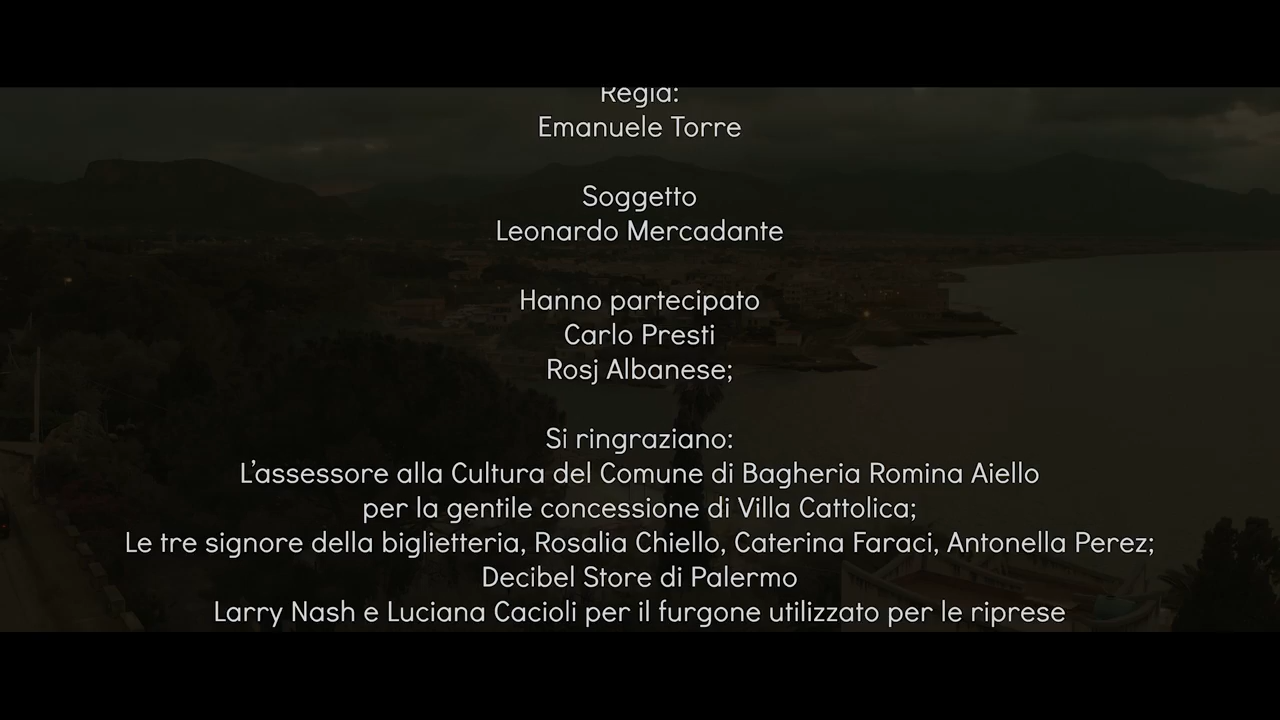 Regia:
Emanuele Torre
Soggetto
Leonardo Mercadante
Hanno partecipato
Carlo Presti
Rosj Albanese;
Si ringraziano:
L'assessore alla Cultura del Comune di Bagheria Romina Aiello
per la gentile concessione di Villa Cattolica;
Le tre signore della biglietteria, Rosalia Chiello, Caterina Faraci, Antonella Perez;
Decibel Store di Palermo
Larry Nash e Luciana Cacioli per il furgone utilizzato per le riprese